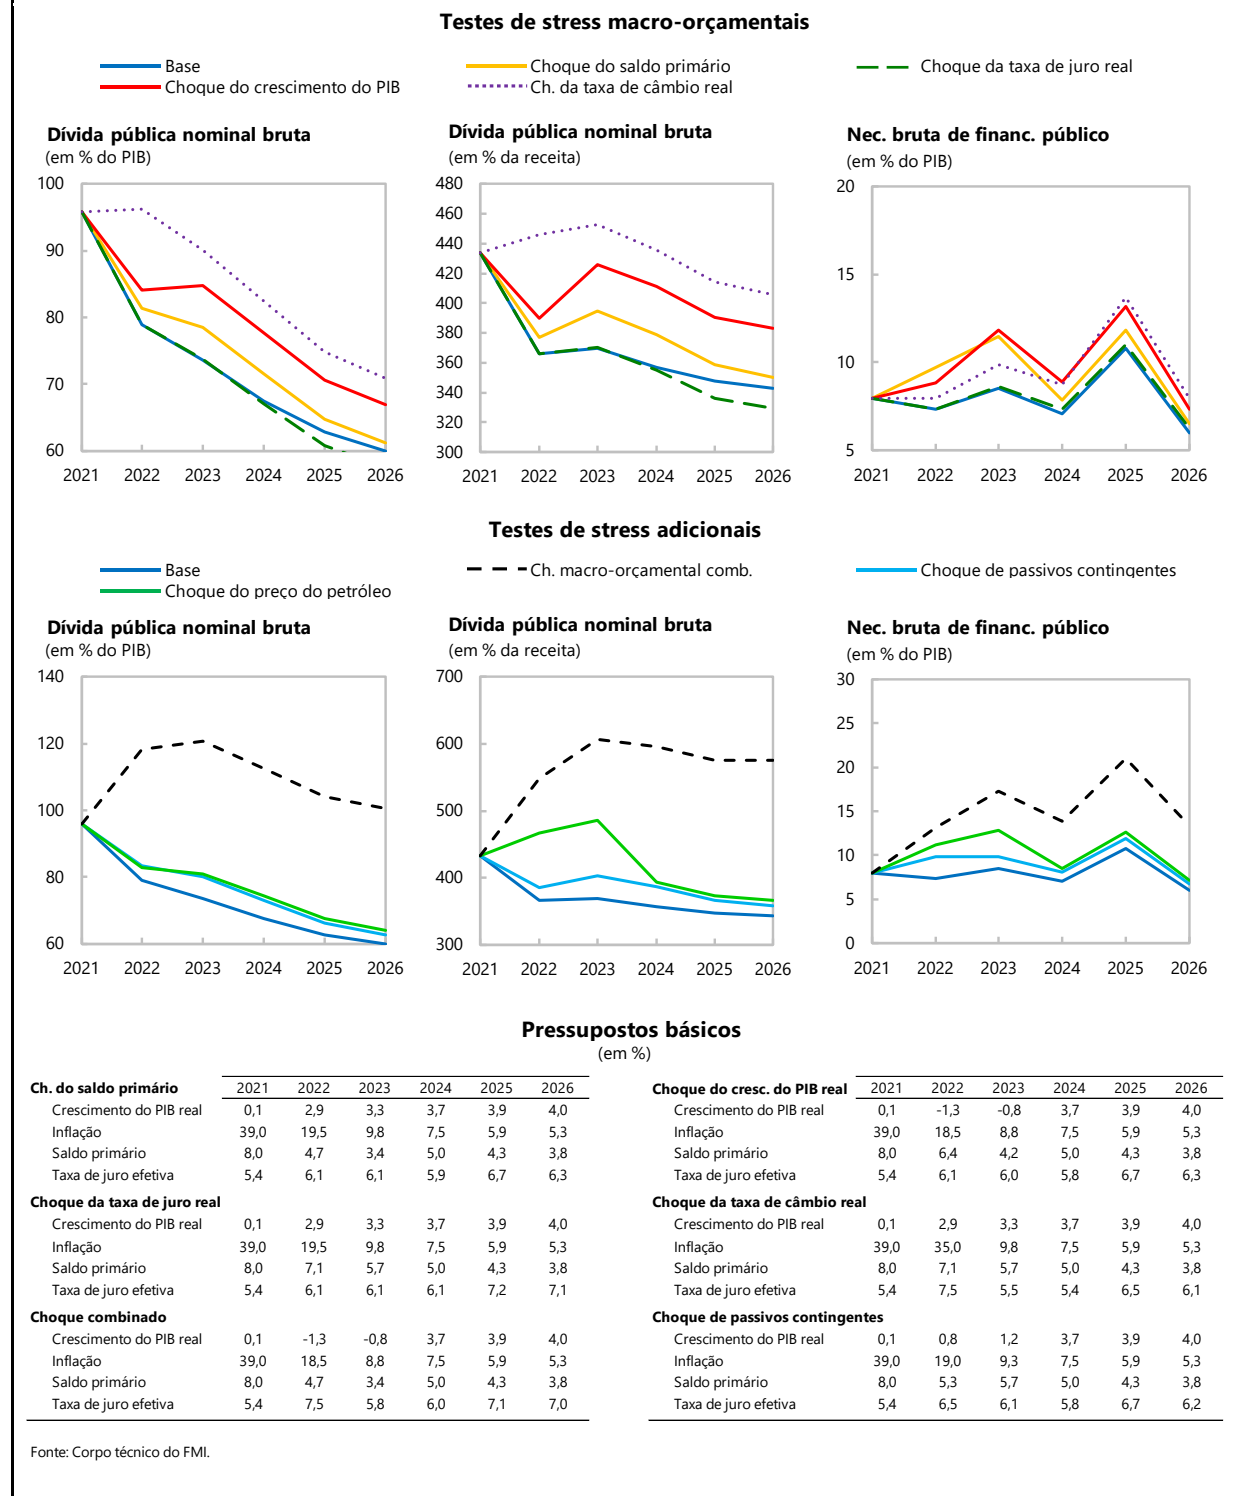 Testes de stress macro-orçamentais
Base
Choque do saldo primário
Choque da taxa de juro real
Choque do crescimento do PIB
Ch. da taxa de câmbio real
Dívida pública nominal bruta
(em % do PIB)
100
90
80
70
60
2021 2022 2023 2024 2025 2026
Dívida pública nominal bruta
(em % da receita)
480
460
440
420
400
380
360
340
320
300
2021 2022 2023 2024 2025 2026
Nec. bruta de financ. público
(em % do PIB)
20
15
10
5
2021 2022 2023 2024 2025 2026
Testes de stress adicionais
Base
Ch. macro-orçamental comb.
Choque de passivos contingentes
Choque do preço do petróleo
Dívida pública nominal bruta
(em % do PIB)
140
120
100
80
60
2021 2022 2023 2024 2025 2026
Dívida pública nominal bruta
(em % da receita)
700
600
500
400
300
2021 2022 2023 2024 2025 2026
Nec. bruta de financ. público
(em % do PIB)
30
25
20
15
10
5
0
2021 2022 2023 2024 2025 2026
Pressupostos básicos
(em %)
Ch. do saldo primário 2021 2022 2023 2024 2025 2026
Crescimento do PIB real 0,1 2,9 3,3 3,7 3,9 4,0
Inflação 39,0 19,5 9,8 7,5 5,9 5,3
Saldo primário 8,0 4,7 3,4 5,0 4,3 3,8
Taxa de juro efetiva 5,4 6,1 6,1 5,9 6,7 6,3
Choque da taxa de juro real
Crescimento do PIB real 0,1 2,9 3,3 3,7 3,9 4,0
Inflação 39,0 19,5 9,8 7,5 5,9 5,3
Saldo primário 8,0 7,1 5,7 5,0 4,3 3,8
Taxa de juro efetiva 5,4 6,1 6,1 6,1 7,2 7,1
Choque combinado
Crescimento do PIB real 0,1 -1,3 -0,8 3,7 3,9 4,0
Inflação 39,0 18,5 8,8 7,5 5,9 5,3
Saldo primário 8,0 4,7 3,4 5,0 4,3 3,8
Taxa de juro efetiva 5,4 7,5 5,8 6,0 7,1 7,0
Choque do cresc. do PIB real 2021 2022 2023 2024 2025 2026
Crescimento do PIB real 0,1 -1,3 -0,8 3,7 3,9 4,0
Inflação 39,0 18,5 8,8 7,5 5,9 5,3
Saldo primário 8,0 6,4 4,2 5,0 4,3 3,8
Taxa de juro efetiva 5,4 6,1 6,0 5,8 6,7 6,3
Choque da taxa de câmbio real
Crescimento do PIB real 0,1 2,9 3,3 3,7 3,9 4,0
Inflação 39,0 35,0 9,8 7,5 5,9 5,3
Saldo primário 8,0 7,1 5,7 5,0 4,3 3,8
Taxa de juro efetiva 5,4 7,5 5,5 5,4 6,5 6,1
Choque de passivos contingentes
Crescimento do PIB real 0,1 0,8 1,2 3,7 3,9 4,0
Inflação 39,0 19,0 9,3 7,5 5,9 5,3
Saldo primário 8,0 5,3 5,7 5,0 4,3 3,8
Taxa de juro efetiva 5,4 6,5 6,1 5,8 6,7 6,2
Fonte: Corpo técnico do FMI.